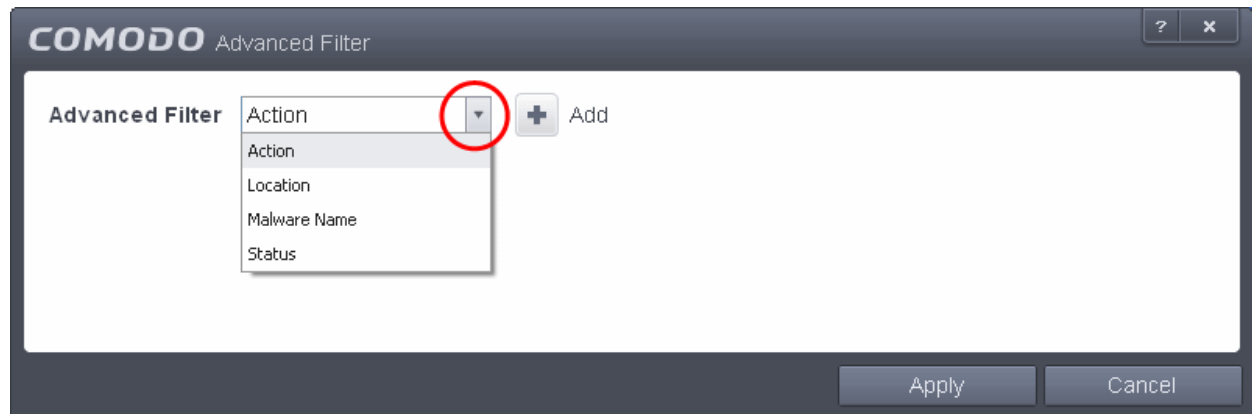 COMODO Advanced Filter ? x
Advanced Filter Action + Add
Action
Location
Malware Name
Status
Apply Cancel